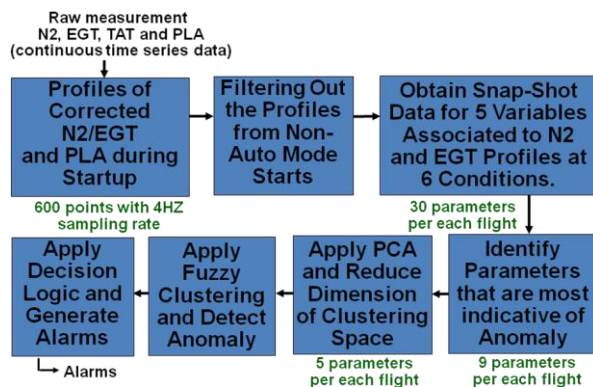 Raw measurement
N2, EGT, TAT and PLA
(continuous time series data)
Profiles of
Corrected
N2/EGT
and PLA during
Startup
600 points with 4HZ
sampling rate
Filtering Out
the Profiles
from Non-
Auto Mode
Starts
Obtain Snap-Shot
Data for 5 Variables
Associated to N2
and EGT Profiles at
6 Conditions.
30 parameters
per each flight
Identify
Parameters
that are most
indicative of
Anomaly
9 parameters
per each flight
Apply PCA
and Reduce
Dimension
of Clustering
Space
5 parameters
per each flight
Apply
Fuzzy
Clustering
and Detect
Anomaly
Apply
Decision
Logic and
Generate
Alarms
Alarms